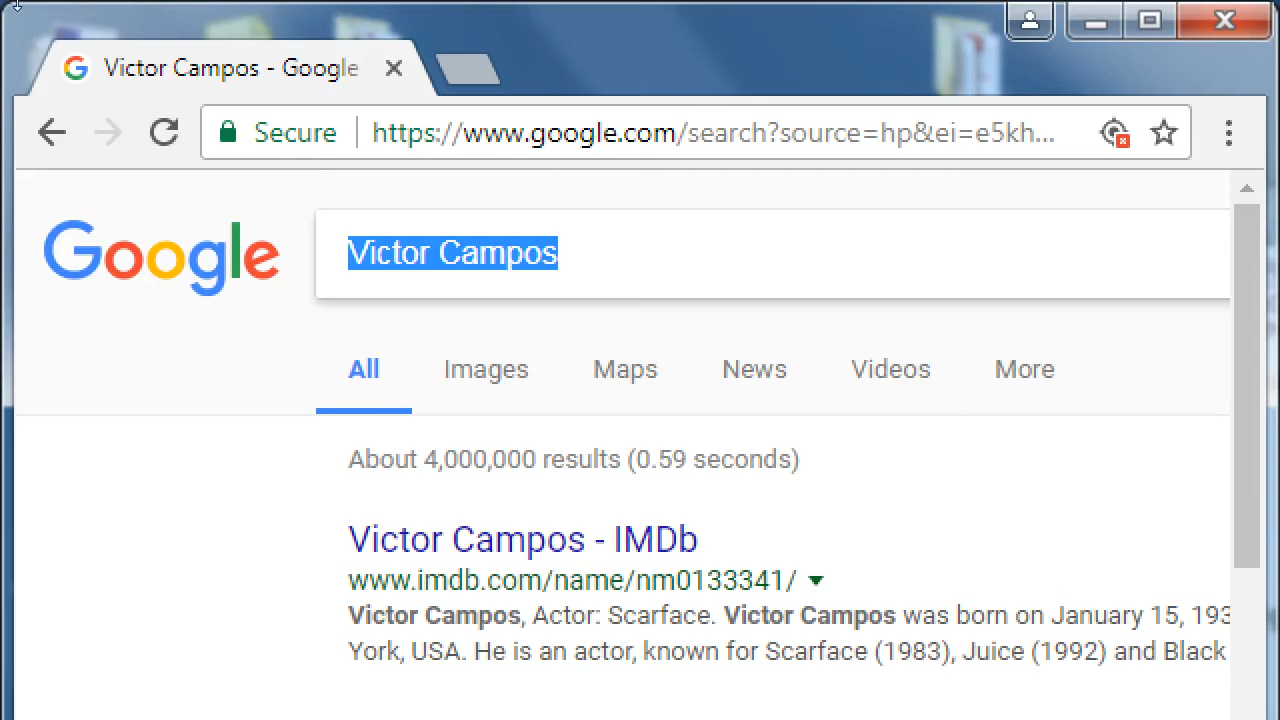 Victor Campos - Google
Secure https://www.google.com/search?source=hp&ei=e5kh...
Google Victor Campos
All Images Maps News Videos More
About 4,000,000 results (0.59 seconds)
Victor Campos - IMDb
www.imdb.com/name/nm0133341/
Victor Campos, Actor: Scarface. Victor Campos was born on January 15, 193
York, USA. He is an actor, known for Scarface (1983), Juice (1992) and Black